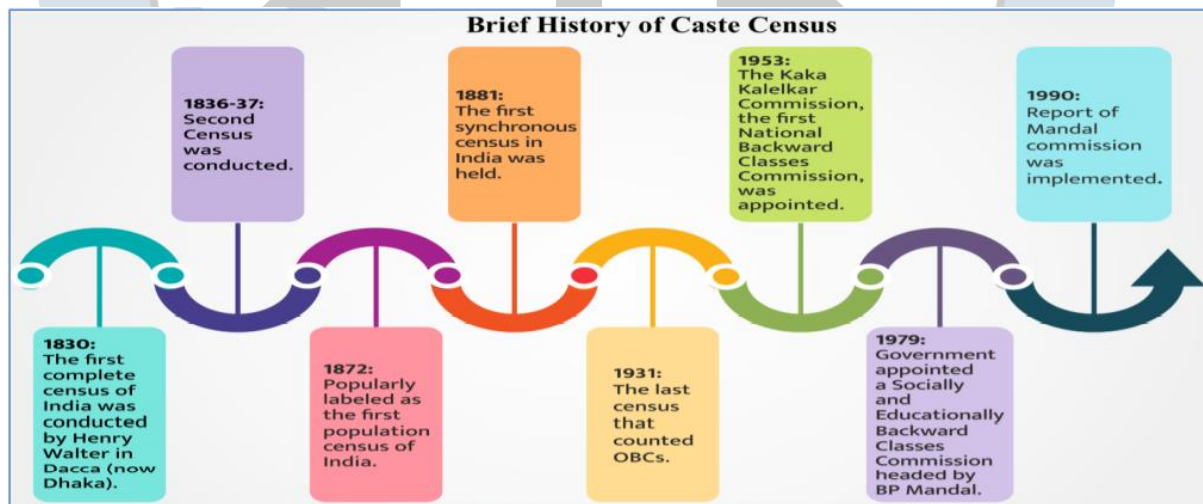 Brief History of Caste Census
1836-37:
Second
Census
was
conducted.
1881:
The first
synchronous
census in
India was
held.
1953:
The Kaka
Kalelkar
Commission,
the first
National
Backward
Classes
Commission,
was
appointed.
1990:
Report of
Mandal
commission
was
implemented.
1830:
The first
complete
census of
India was
conducted
by Henry
Walter in
Dacca (now
Dhaka).
1872:
Popularly
labeled as
the first
population
census of
India.
1931:
The last
census
that
counted
OBCs.
1979:
Government
appointed
a Socially
and
Educationally
Backward
Classes
Commission
headed by
BP Mandal.